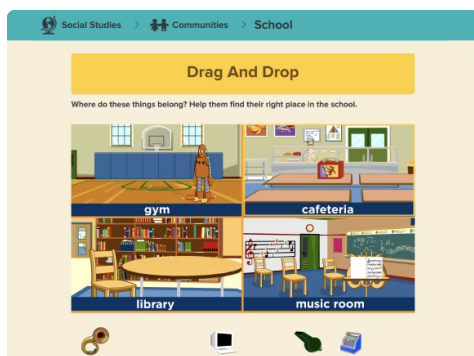 Social Studies > Communities > School
Drag And Drop
Where do these things belong? Help them find their right place in the school.
gym
cafeteria
library
music room